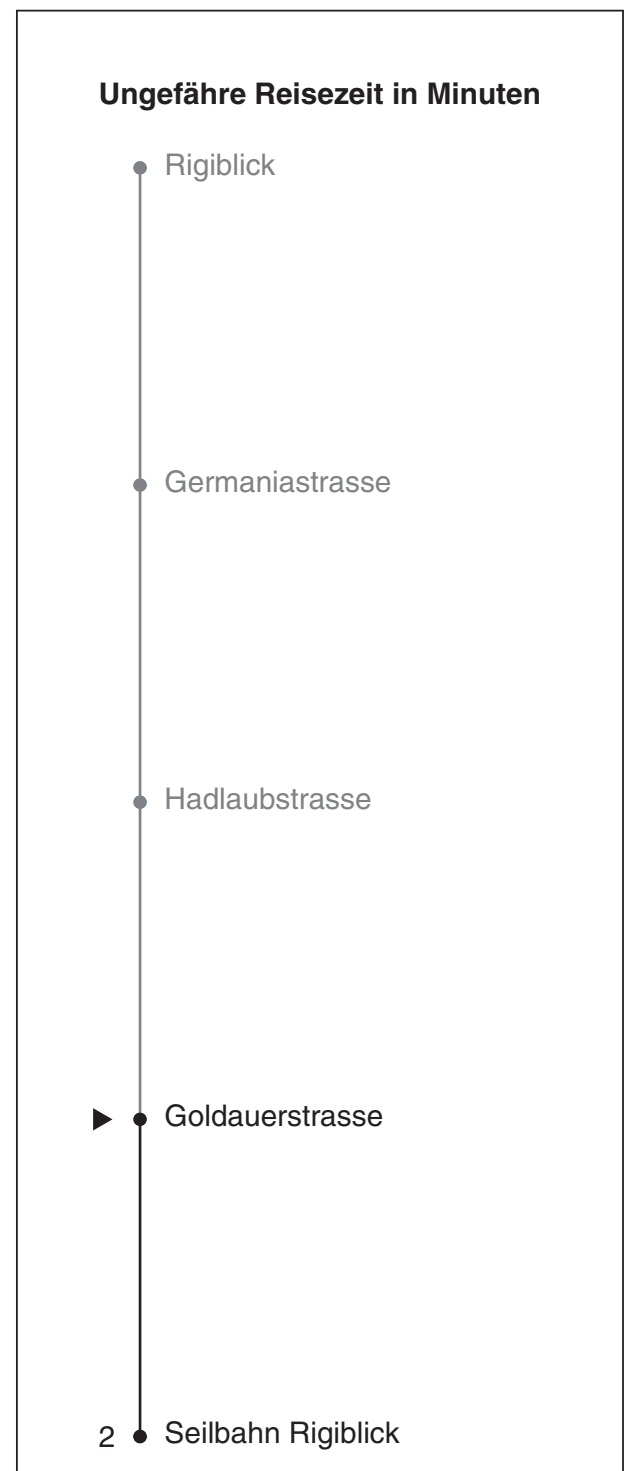 Ungefähre Reisezeit in Minuten
Rigiblick
Germaniastrasse
Hadlaubstrasse
Goldauerstrasse
2 Seilbahn Rigiblick